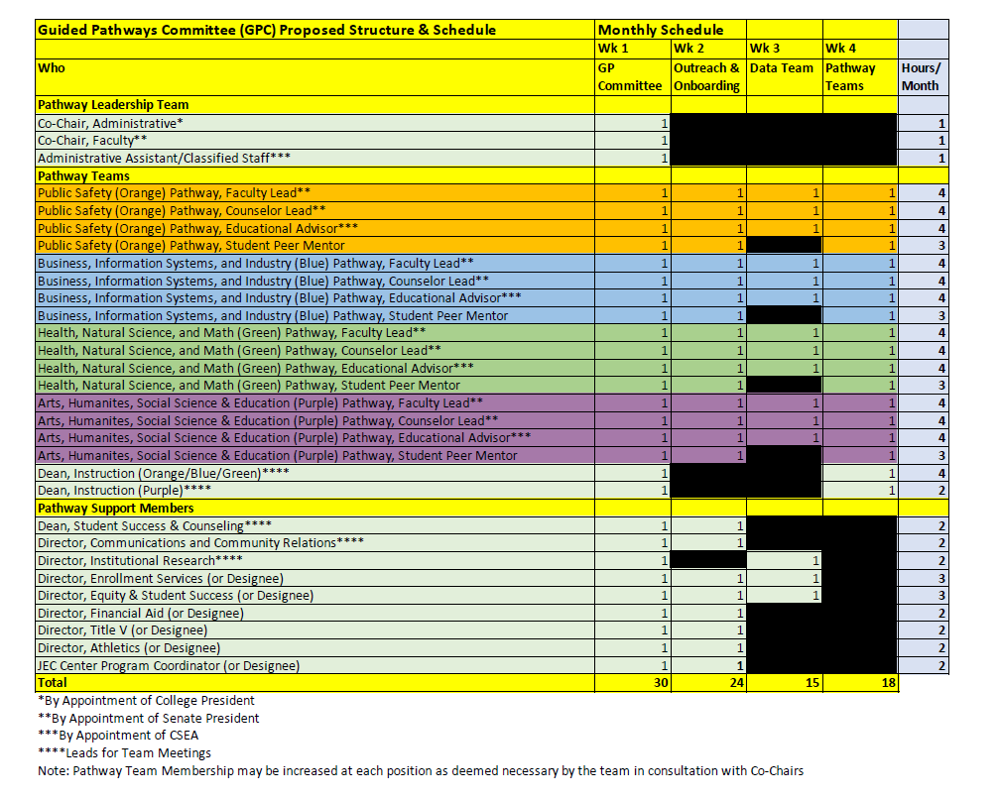 Guided Pathways Committee (GPC) Proposed Structure & Schedule Monthly Schedule
Wk 1 Wk 2 Wk 3 Wk 4
Who GP Committee Outreach & Onboarding Data Team Pathway Teams Hours/ Month
Pathway Leadership Team
Co-Chair, Administrative* 1 1
Co-Chair, Faculty** 1 1
Administrative Assistant/Classified Staff*** 1 1
Pathway Teams
Public Safety (Orange) Pathway, Faculty Lead** 1 1 1 1 4
Public Safety (Orange) Pathway, Counselor Lead** 1 1 1 1 4
Public Safety (Orange) Pathway, Educational Advisor*** 1 1 1 1 4
Public Safety (Orange) Pathway, Student Peer Mentor 1 1 1 3
Business, Information Systems, and Industry (Blue) Pathway, Faculty Lead** 1 1 1 1 4
Business, Information Systems, and Industry (Blue) Pathway, Counselor Lead** 1 1 1 1 4
Business, Information Systems, and Industry (Blue) Pathway, Educational Advisor*** 1 1 1 1 4
Business, Information Systems, and Industry (Blue) Pathway, Student Peer Mentor 1 1 1 3
Health, Natural Science, and Math (Green) Pathway, Faculty Lead** 1 1 1 1 4
Health, Natural Science, and Math (Green) Pathway, Counselor Lead** 1 1 1 1 4
Health, Natural Science, and Math (Green) Pathway, Educational Advisor*** 1 1 1 1 4
Health, Natural Science, and Math (Green) Pathway, Student Peer Mentor 1 1 1 3
Arts, Humanites, Social Science & Education (Purple) Pathway, Faculty Lead** 1 1 1 1 4
Arts, Humanites, Social Science & Education (Purple) Pathway, Counselor Lead** 1 1 1 1 4
Arts, Humanites, Social Science & Education (Purple) Pathway, Educational Advisor*** 1 1 1 1 4
Arts, Humanites, Social Science & Education (Purple) Pathway, Student Peer Mentor 1 1 1 3
Dean, Instruction (Orange/Blue/Green)**** 1 1 4
Dean, Instruction (Purple)**** 1 1 2
Pathway Support Members
Dean, Student Success & Counseling**** 1 1 2
Director, Communications and Community Relations**** 1 1 2
Director, Institutional Research**** 1 1 2
Director, Enrollment Services (or Designee) 1 1 1 3
Director, Equity & Student Success (or Designee) 1 1 1 3
Director, Financial Aid (or Designee) 1 1 2
Director, Title V (or Designee) 1 1 2
Director, Athletics (or Designee) 1 1 2
JEC Center Program Coordinator (or Designee) 1 1 2
Total 30 24 15 18
*By Appointment of College President
**By Appointment of Senate President
***By Appointment of CSEA
****Leads for Team Meetings
Note: Pathway Team Membership may be increased at each position as deemed necessary by the team in consultation with Co-Chairs